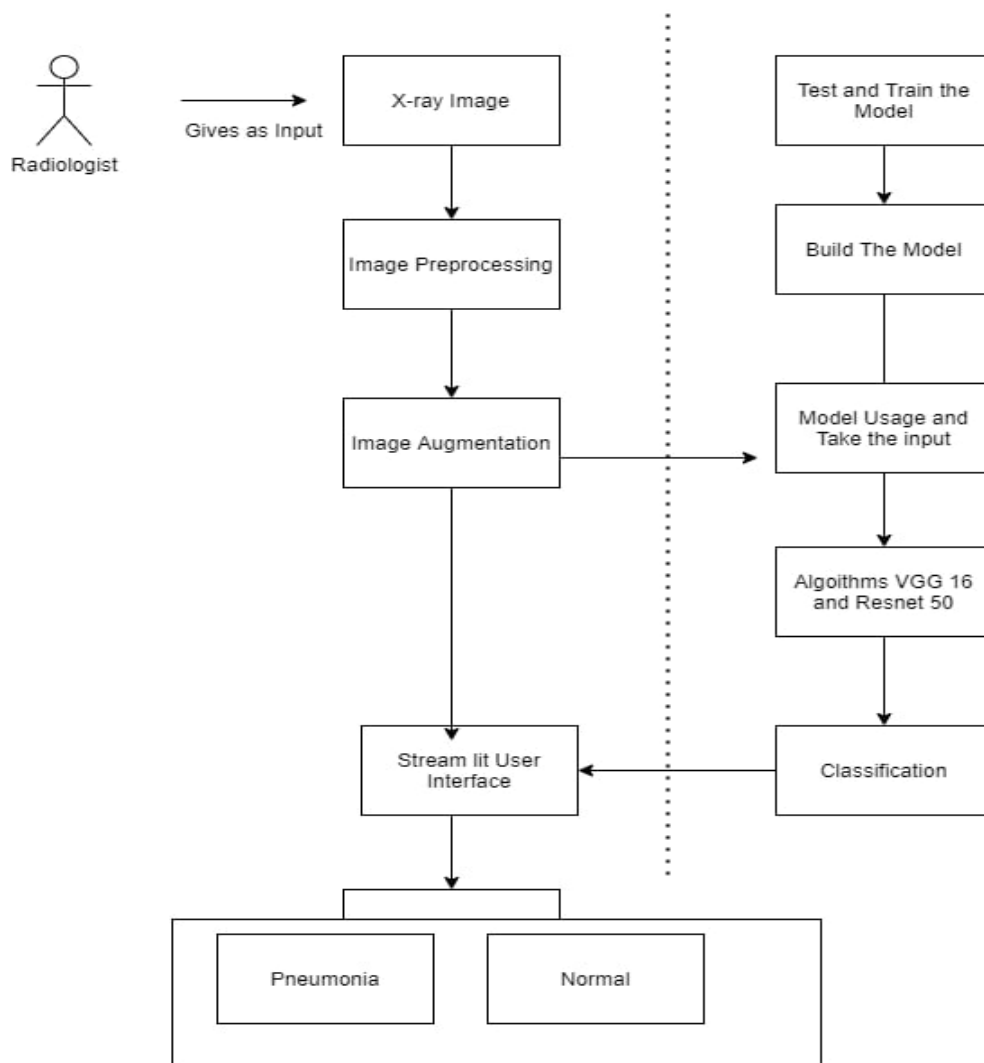 Radiologist
Gives as Input
X-ray Image
Image Preprocessing
Image Augmentation
Stream lit User
Interface
Pneumonia
Normal
Test and Train the
Model
Build The Model
Model Usage and
Take the input
Algoithms VGG 16
and Resnet 50
Classification